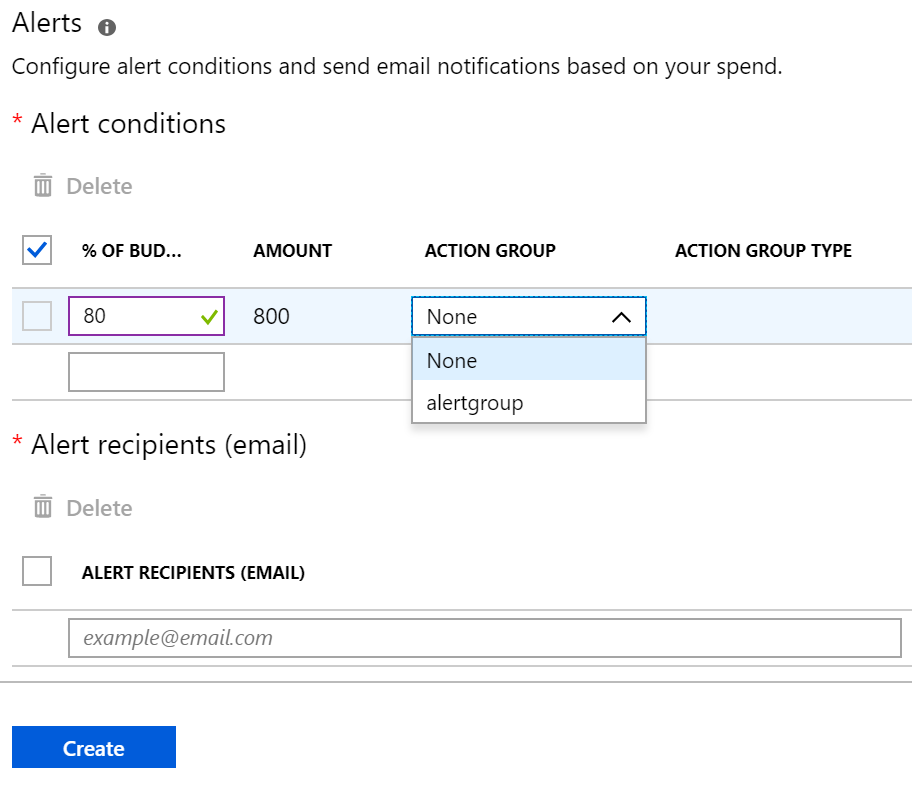 Alerts
Configure alert conditions and send email notifications based on your spend.
* Alert conditions
Delete
% OF BUD... AMOUNT ACTION GROUP ACTION GROUP TYPE
80 800 None
None
alertgroup
* Alert recipients (email)
Delete
ALERT RECIPIENTS (EMAIL)
example@email.com
Create